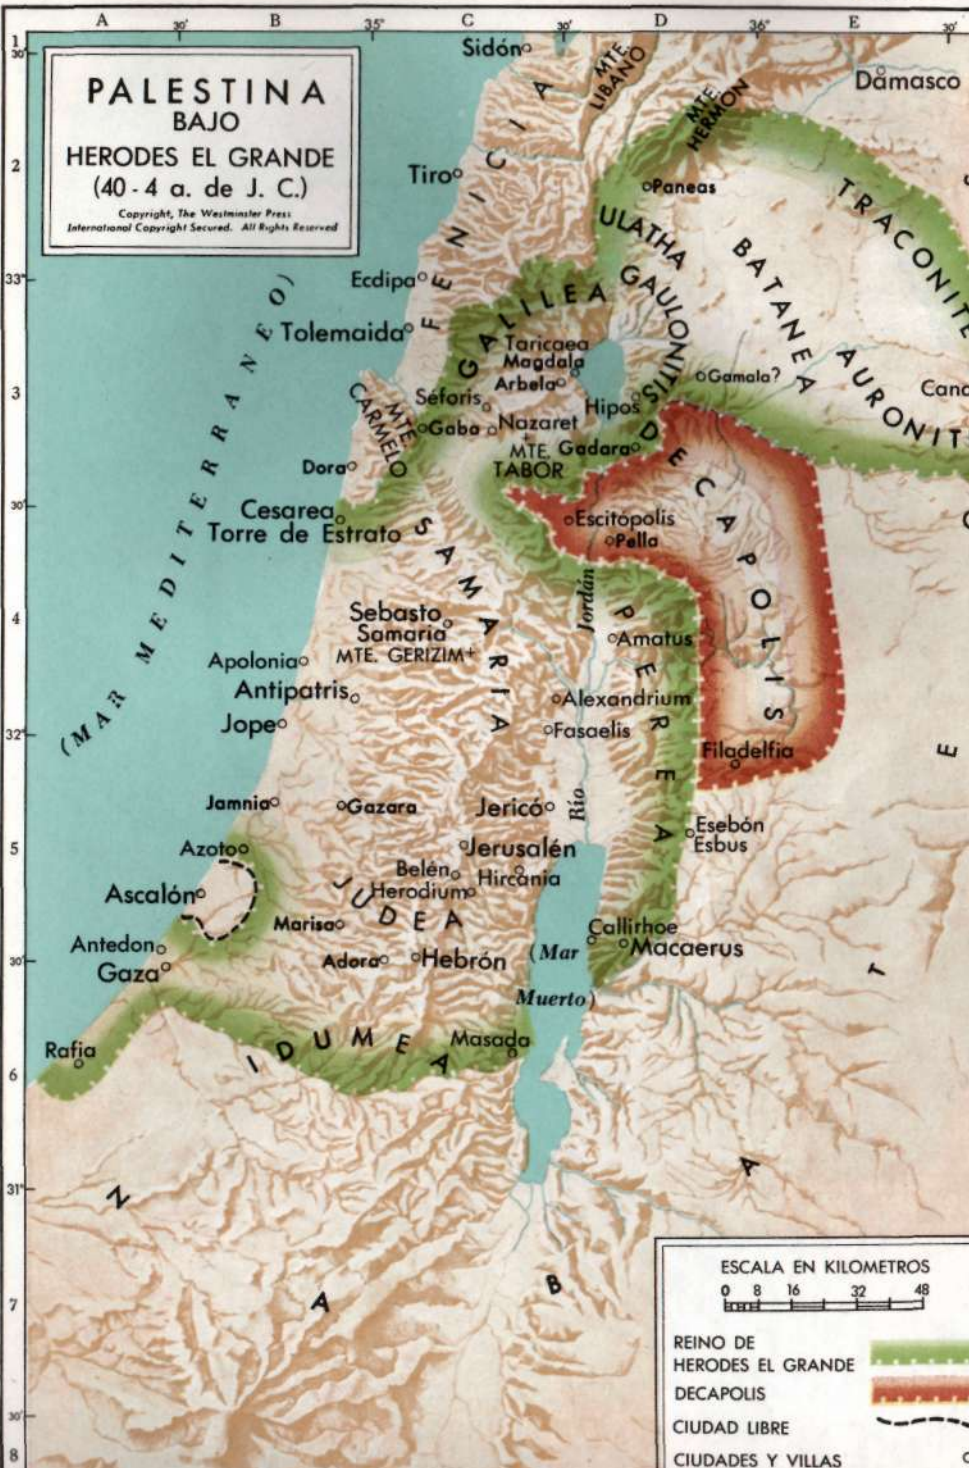 A B C D E
30' 35° 30' 36° 30'
1
30'
2
33°
3
30'
4
32°
5
30'
6
31°
7
30'
8
PALESTINA
BAJO
HERODES EL GRANDE
(40 - 4 a. de J. C.)
Copyright, The Westminster Press
International Copyright Secured. All Rights Reserved
Sidón
MTE.
LIBANO
MTE.
HERMON
Damasco
FENICIA
Tiro
Paneas
ULATHA
TRACONITE
BATANEA
Ecdipa
GALILEA
GAULONITIS
Tolemaida
Taricaea
Magdala
Arbela
AURONIT
Gamala?
Cana
MTE.
CARMELO
Séforis
Hipos
Gaba
Nazaret
MTE.
TABOR
Gadara
DECAPOLIS
Dora
Cesarea
Torre de Estrato
Escitópolis
Pella
SAMARIA
(MAR MEDITERRANEO)
Río Jordán
Sebasto
Samaria
MTE. GERIZIM
Amatus
PEREA
Apolonia
Antipatris
Alexandrium
Jope
Fasaelis
Filadelfia
Jamnia
Gazara
Jericó
Esebón
Esbus
Azoto
Jerusalén
Belén
Hircania
Herodium
Ascalón
JUDEA
Marisa
Callirhoe
Macaerus
Antedon
Gaza
Adora
Hebrón
(Mar
Muerto)
Rafia
IDUMEA
Masada
NABATE
ESCALA EN KILOMETROS
0 8 16 32 48
REINO DE
HERODES EL GRANDE
DECAPOLIS
CIUDAD LIBRE
CIUDADES Y VILLAS